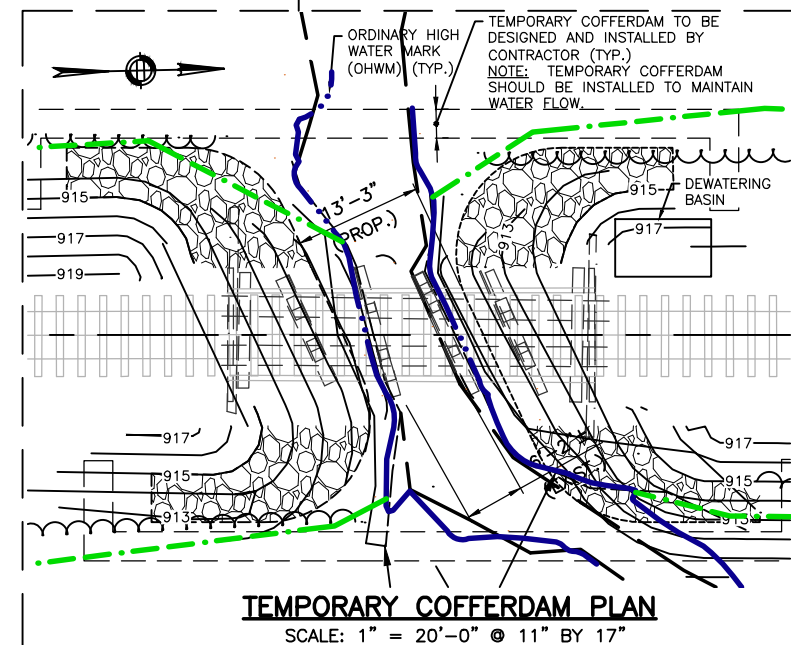 ORDINARY HIGH
WATER MARK
(OHWM) (TYP.)
TEMPORARY COFFERDAM TO BE
DESIGNED AND INSTALLED BY
CONTRACTOR (TYP.)
NOTE: TEMPORARY COFFERDAM
SHOULD BE INSTALLED TO MAINTAIN
WATER FLOW.
13'-3"
(PROP.)
915
917
919
913
915
917
DEWATERING
BASIN
917
915
913
917
915
913
TEMPORARY COFFERDAM PLAN
SCALE: 1" = 20'-0" @ 11" BY 17"